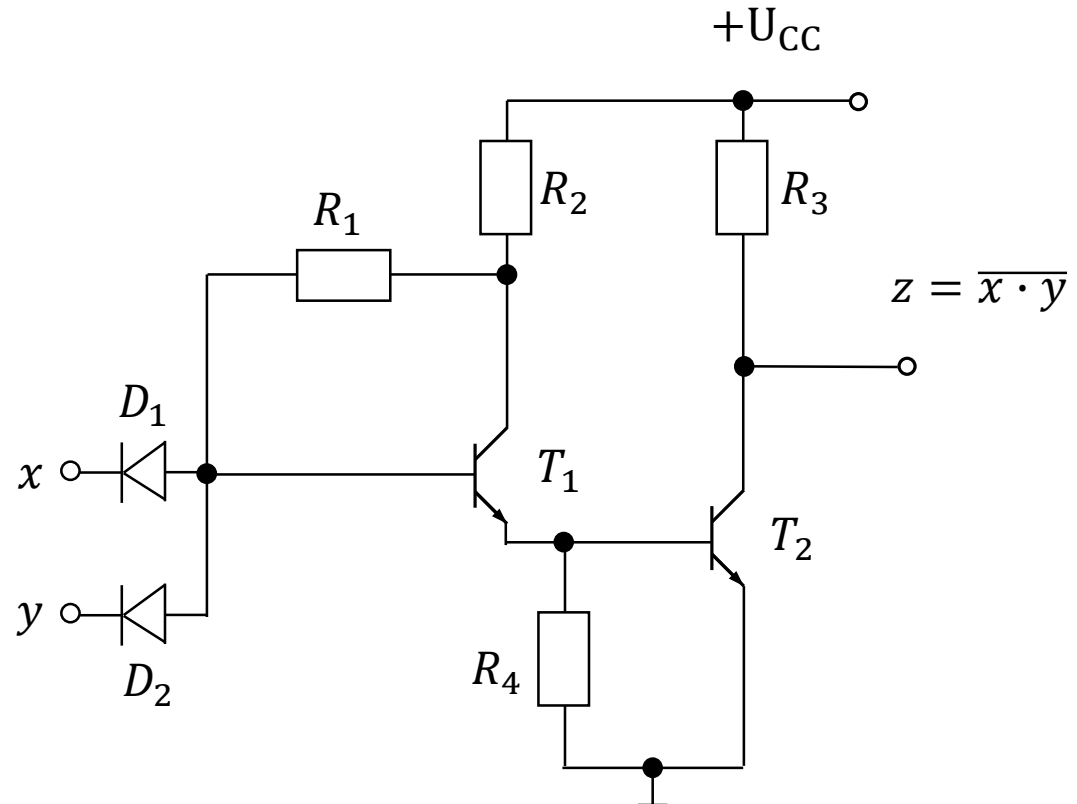 +U_CC
R_2
R_3
R_1
z = \overline{x · y}
D_1
x
T_1
T_2
y
R_4
D_2